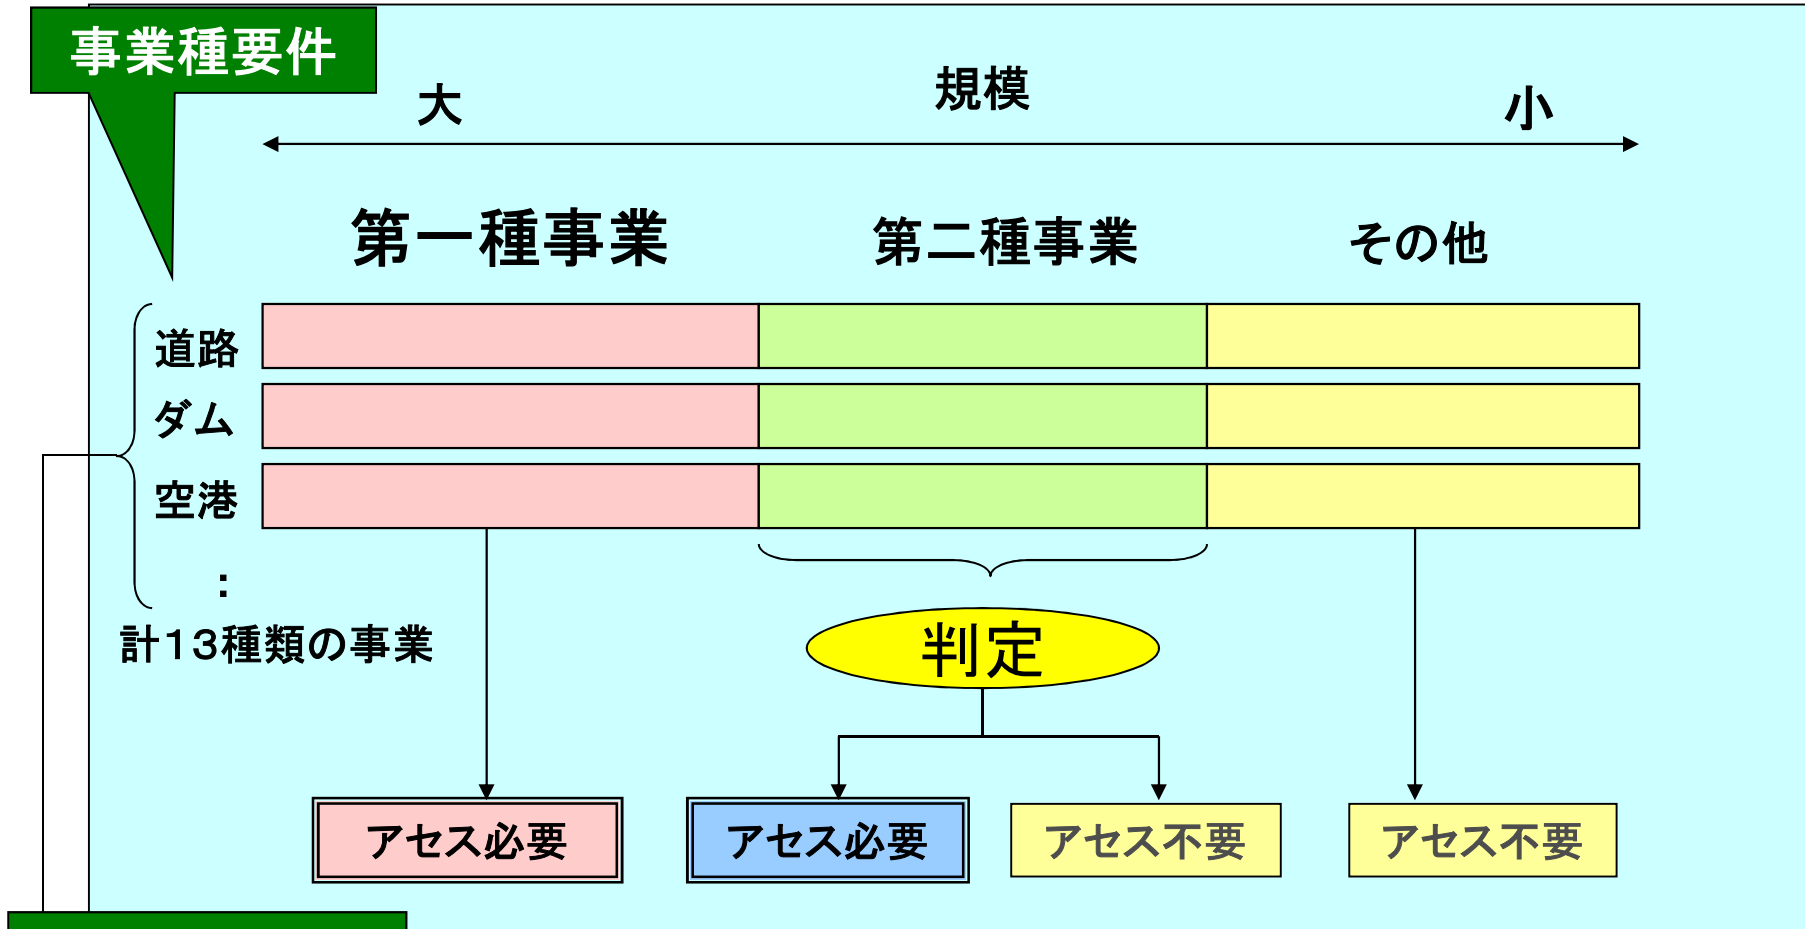 事業種要件
規模
大
小
第一種事業
第二種事業
その他
道路
ダム
空港
：
計１３種類の事業
判定
アセス必要
アセス必要
アセス不要
アセス不要